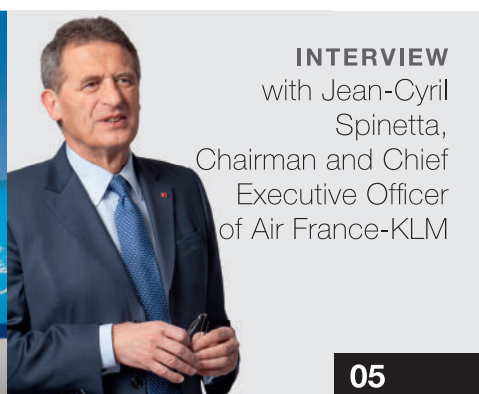 INTERVIEW
with Jean-Cyril
Spinetta,
Chairman and Chief
Executive Officer
of Air France-KLM
05